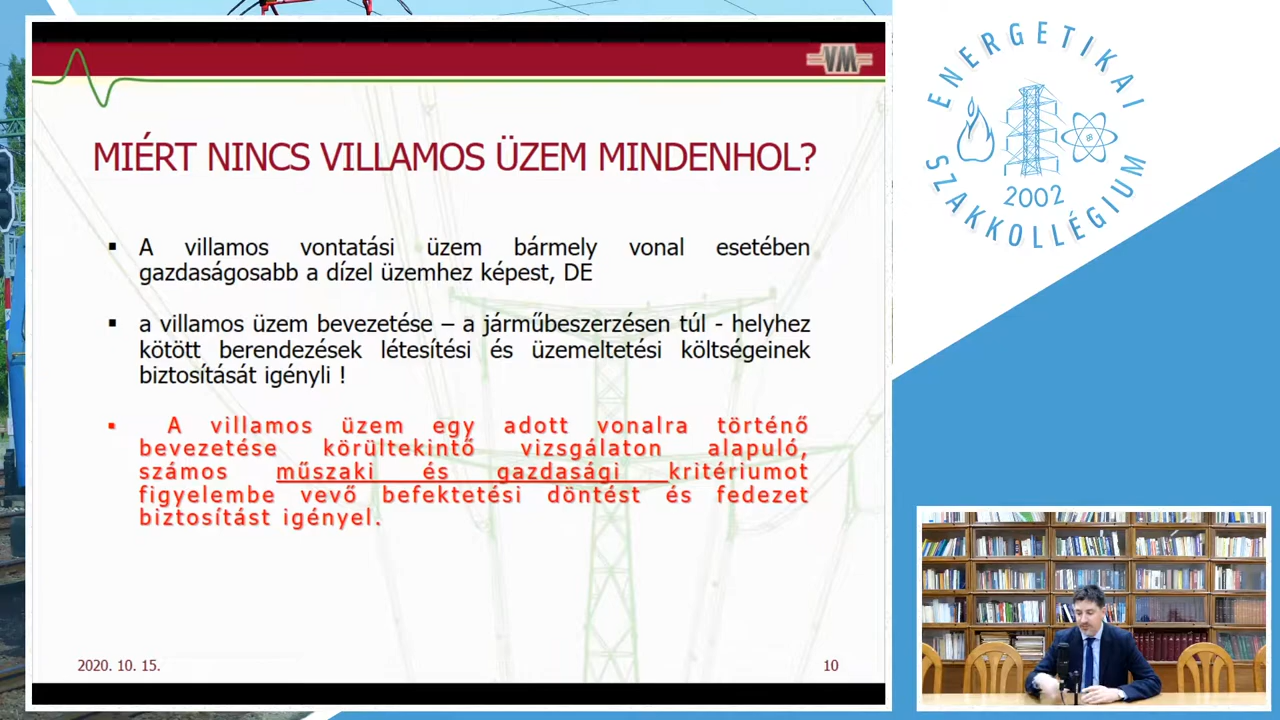 VM
MIÉRT NINCS VILLAMOS ÜZEM MINDENHOL?
▪ A villamos vontatási üzem bármely vonal esetében
gazdaságosabb a dízel üzemhez képest, DE
▪ a villamos üzem bevezetése – a járműbeszerzésen túl - helyhez
kötött berendezések létesítési és üzemeltetési költségeinek
biztosítását igényli !
▪ A villamos üzem egy adott vonalra történő
bevezetése körültekintő vizsgálaton alapuló,
számos műszaki és gazdasági kritériumot
figyelembe vevő befektetési döntést és fedezet
biztosítást igényel.
2020. 10. 15.
10
ENERGETIKAI
SZAKKOLLÉGIUM
2002